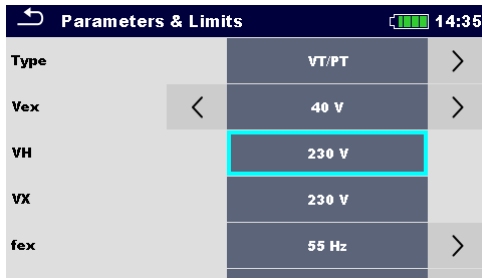 Parameters & Limits 14:35
Type VT/PT
Vex 40 V
VH 230 V
VX 230 V
fex 55 Hz